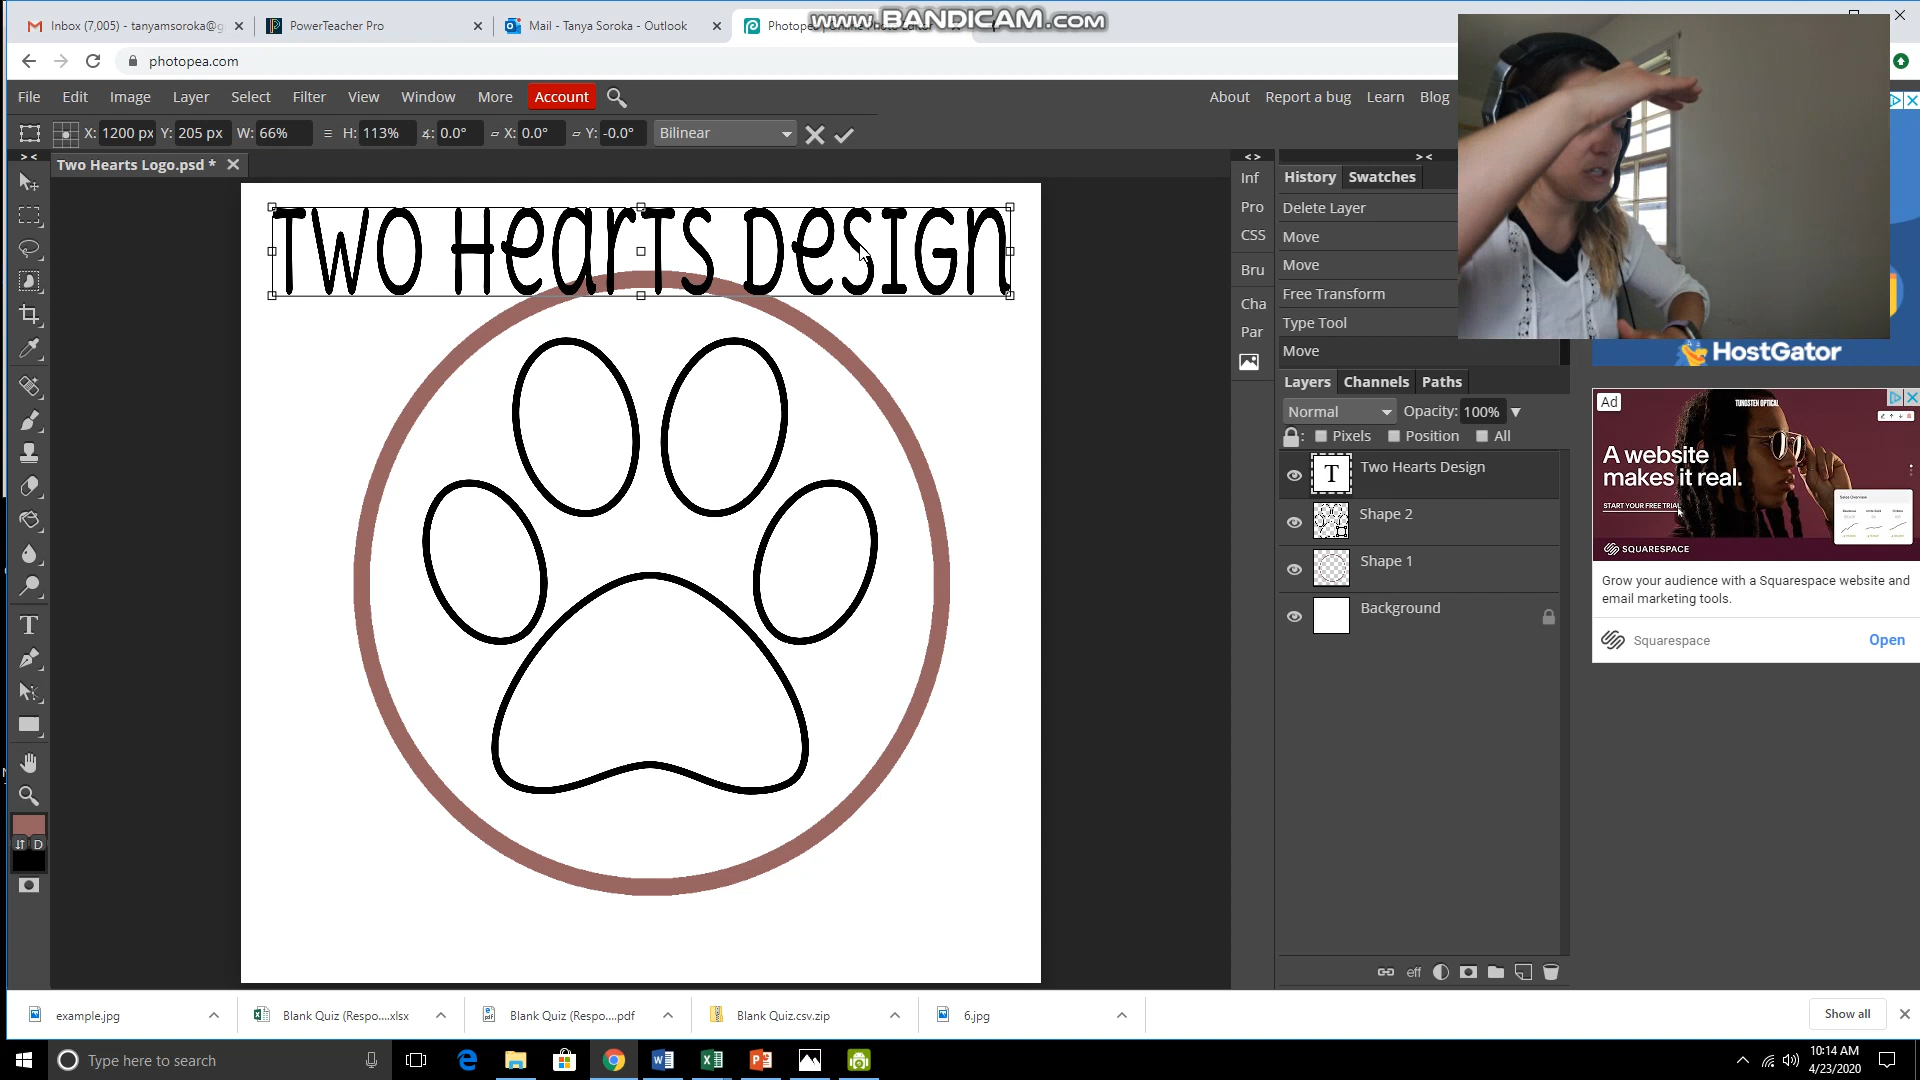 www.BANDICAM.com
Inbox (7,005) - tanyamsoroka@g
PowerTeacher Pro
Mail - Tanya Soroka - Outlook
photopea.com
File Edit Image Layer Select Filter View Window More Account
About Report a bug Learn Blog
X: 1200 px Y: 205 px W: 66% H: 113% 0.0° X: 0.0° Y: -0.0° Bilinear
Two Hearts Logo.psd *
Two Hearts Design
Inf
Pro
CSS
Bru
Cha
Par
History Swatches
Delete Layer
Move
Move
Free Transform
Type Tool
Move
Layers Channels Paths
Normal Opacity: 100%
Pixels Position All
Two Hearts Design
Shape 2
Shape 1
Background
eff
T
D
HostGator
Ad
TUNGSTEN OPTICAL
A website
makes it real.
START YOUR FREE TRIAL
SQUARESPACE
Grow your audience with a Squarespace website and
email marketing tools.
Squarespace Open
example.jpg
Blank Quiz (Respo....xlsx
Blank Quiz (Respo....pdf
Blank Quiz.csv.zip
6.jpg
Show all
Type here to search
10:14 AM
4/23/2020